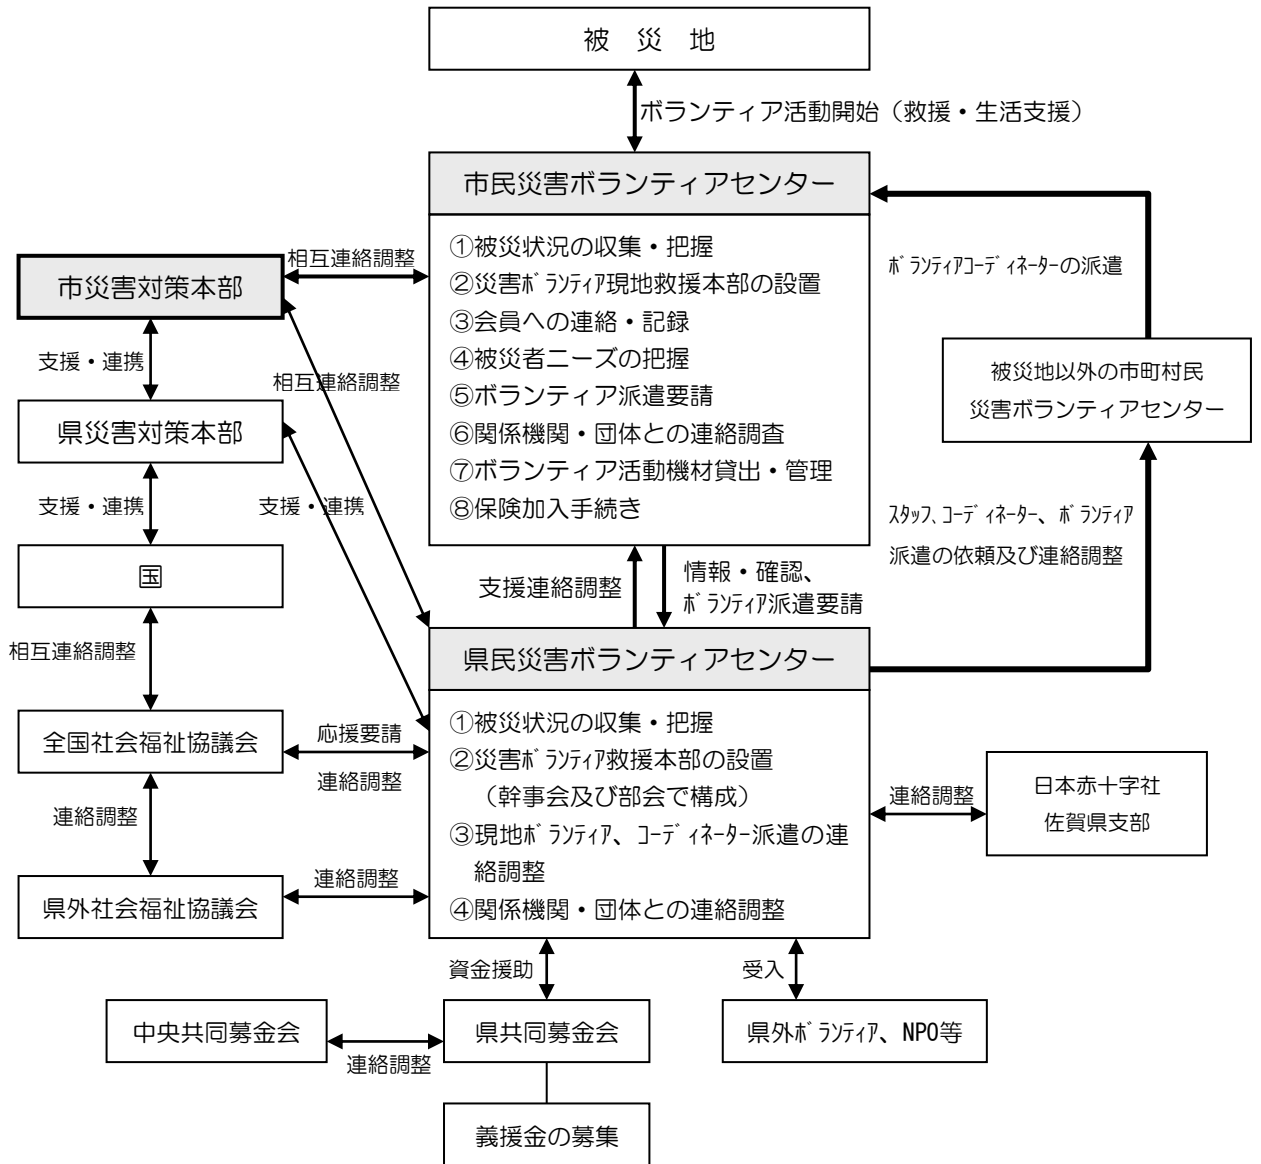 被 災 地
ボランティア活動開始（救援・生活支援）
市民災害ボランティアセンター
①被災状況の収集・把握
②災害ﾎﾞﾗﾝﾃｨｱ現地救援本部の設置
③会員への連絡・記録
④被災者ニーズの把握
⑤ボランティア派遣要請
⑥関係機関・団体との連絡調査
⑦ボランティア活動機材貸出・管理
⑧保険加入手続き
相互連絡調整
市災害対策本部
支援・連携
相互連絡調整
県災害対策本部
支援・連携
支援・連携
国
相互連絡調整
ﾎﾞﾗﾝﾃｨｱｺｰﾃﾞｨﾈｰﾀｰの派遣
被災地以外の市町村民
災害ボランティアセンター
ｽﾀｯﾌ、ｺｰﾃﾞｨﾈｰﾀｰ、ﾎﾞﾗﾝﾃｨｱ
派遣の依頼及び連絡調整
支援連絡調整
情報・確認、
ﾎﾞﾗﾝﾃｨｱ派遣要請
県民災害ボランティアセンター
①被災状況の収集・把握
②災害ﾎﾞﾗﾝﾃｨｱ救援本部の設置
（幹事会及び部会で構成）
③現地ﾎﾞﾗﾝﾃｨｱ、ｺｰﾃﾞｨﾈｰﾀｰ派遣の連
絡調整
④関係機関・団体との連絡調整
全国社会福祉協議会
応援要請
連絡調整
連絡調整
県外社会福祉協議会
連絡調整
連絡調整
日本赤十字社
佐賀県支部
資金援助
受入
中央共同募金会
連絡調整
県共同募金会
県外ﾎﾞﾗﾝﾃｨｱ、NPO等
義援金の募集